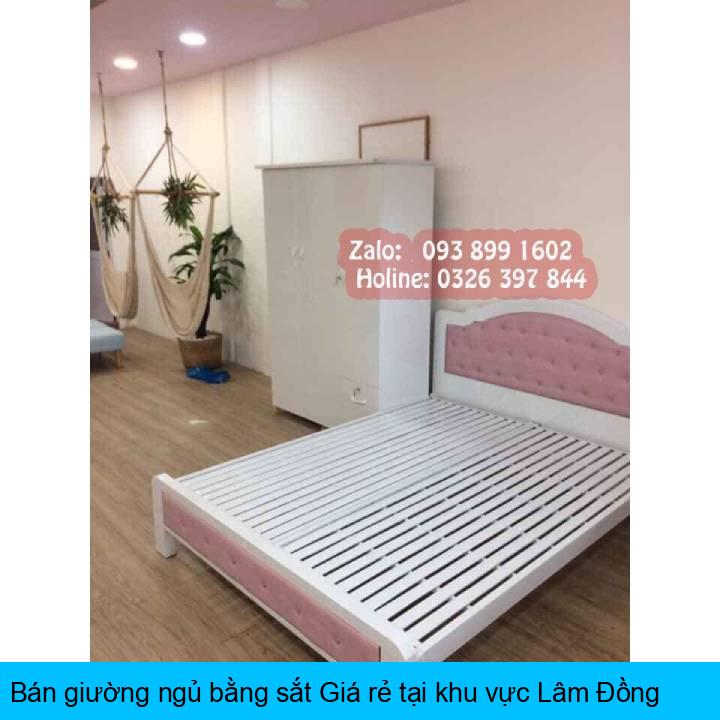 Zalo: 093 899 1602
Holine: 0326 397 844
Bán giường ngủ bằng sắt Giá rẻ tại khu vực Lâm Đồng